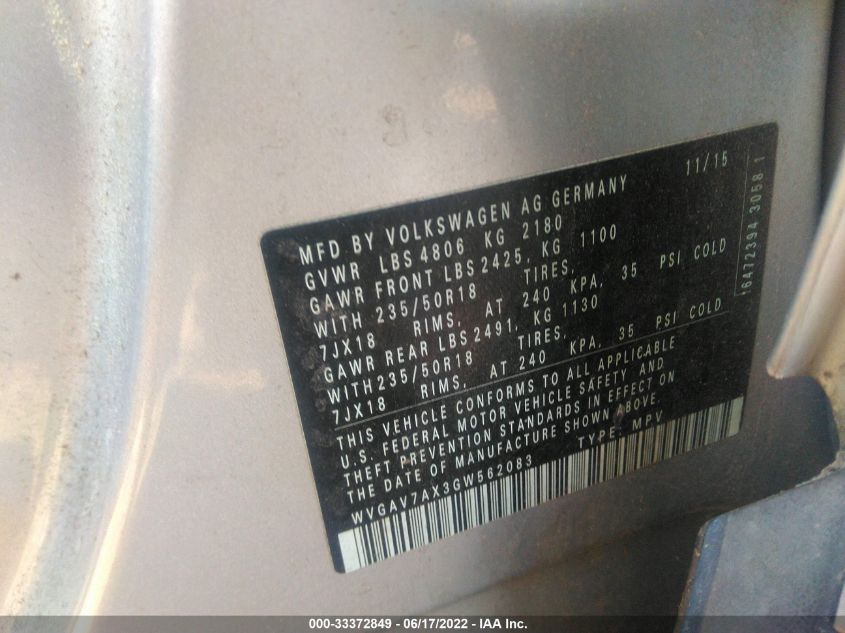 MFD BY VOLKSWAGEN AG GERMANY 11/15
GVWR LBS 4806 KG 2180
GAWR FRONT LBS 2425, KG 1100
WITH 235/50R18 TIRES,
7JX18 RIMS, AT 240 KPA, 35 PSI COLD
GAWR REAR LBS 2491, KG 1130
WITH 235/50R18 TIRES,
7JX18 RIMS, AT 240 KPA, 35 PSI COLD
THIS VEHICLE CONFORMS TO ALL APPLICABLE
U.S. FEDERAL MOTOR VEHICLE SAFETY AND
THEFT PREVENTION STANDARDS IN EFFECT ON
THE DATE OF MANUFACTURE SHOWN ABOVE.
WVGAV7AX3GW562083 TYPE: MPV
16472394 3058 1
000-33372849 - 06/17/2022 - IAA Inc.